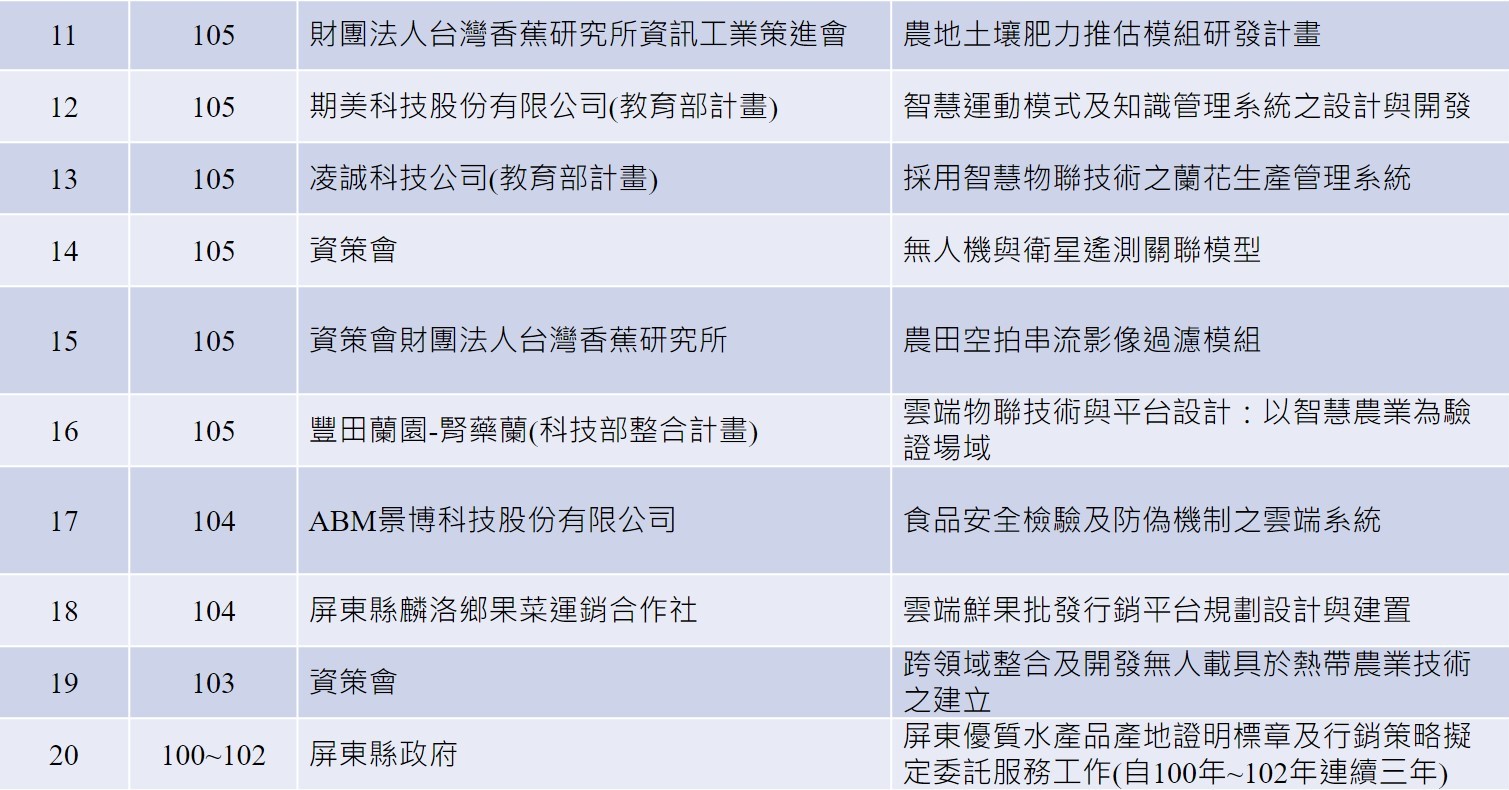 11 105 財團法人台灣香蕉研究所資訊工業策進會 農地土壤肥力推估模組研發計畫
12 105 期美科技股份有限公司(教育部計畫) 智慧運動模式及知識管理系統之設計與開發
13 105 凌誠科技公司(教育部計畫) 採用智慧物聯技術之蘭花生產管理系統
14 105 資策會 無人機與衛星遙測關聯模型
15 105 資策會財團法人台灣香蕉研究所 農田空拍串流影像過濾模組
16 105 豐田蘭園-腎藥蘭(科技部整合計畫) 雲端物聯技術與平台設計：以智慧農業為驗
證場域
17 104 ABM景博科技股份有限公司 食品安全檢驗及防偽機制之雲端系統
18 104 屏東縣麟洛鄉果菜運銷合作社 雲端鮮果批發行銷平台規劃設計與建置
19 103 資策會 跨領域整合及開發無人載具於熱帶農業技術
之建立
20 100~102 屏東縣政府 屏東優質水產品產地證明標章及行銷策略擬
定委託服務工作(自100年~102年連續三年)